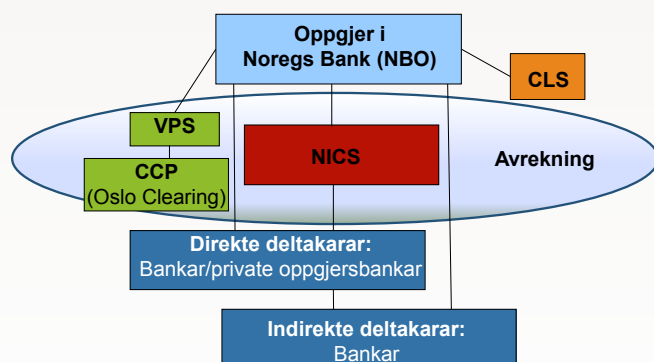 Oppgjer i
Noregs Bank (NBO)
CLS
VPS
CCP
(Oslo Clearing)
NICS
Avrekning
Direkte deltakarar:
Bankar/private oppgjersbankar
Indirekte deltakarar:
Bankar